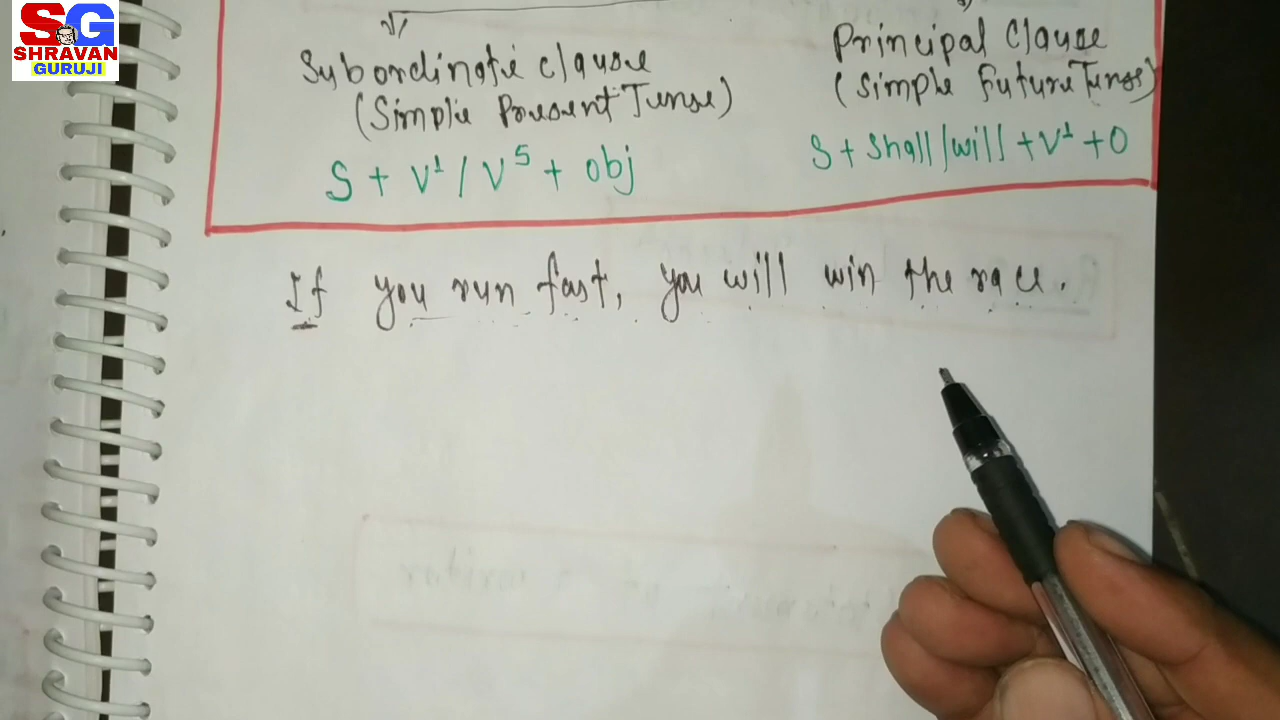 SG
SHRAVAN
GURUJI
Subordinate clause
(Simple Present Tense)
S + V¹ / V⁵ + obj
Principal Clause
(Simple Future Tense)
S + Shall/will + V¹ + O
If you run fast, you will win the race.